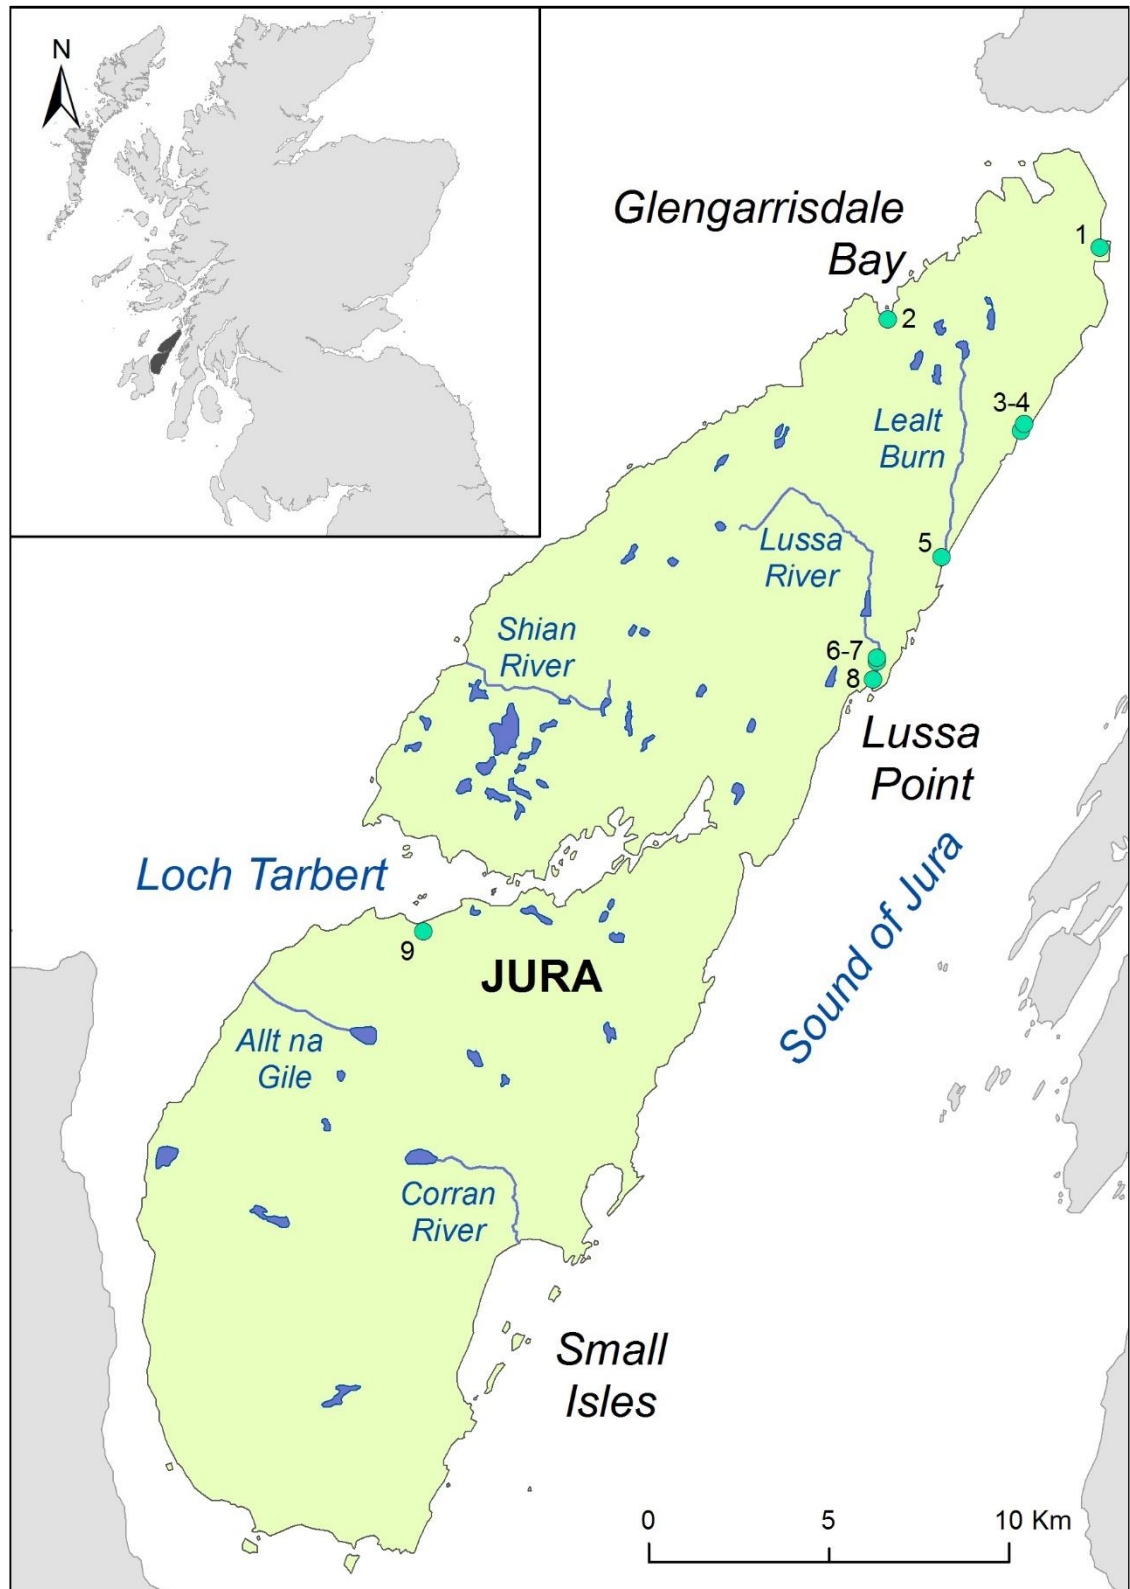 N
Glengarrisdale
Bay
1
2
3-4
Lealt
Burn
5
Lussa
River
Shian
River
6-7
8
Lussa
Point
Loch Tarbert
Sound of Jura
9
JURA
Allt na
Gile
Corran
River
Small
Isles
0 5 10 Km